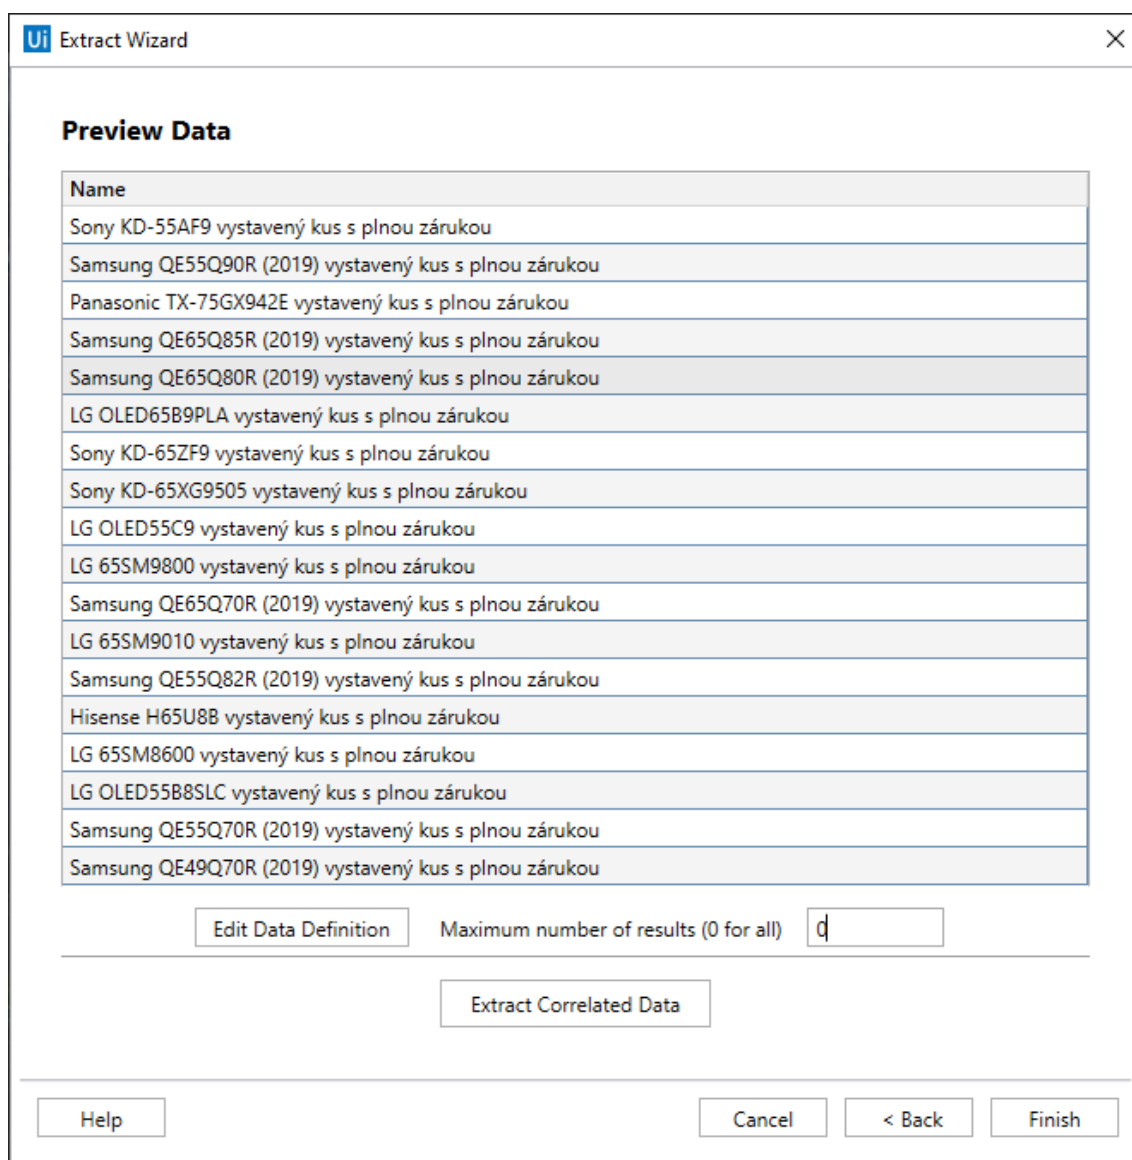 Ui Extract Wizard
Preview Data
Name
Sony KD-55AF9 vystavený kus s plnou zárukou
Samsung QE55Q90R (2019) vystavený kus s plnou zárukou
Panasonic TX-75GX942E vystavený kus s plnou zárukou
Samsung QE65Q85R (2019) vystavený kus s plnou zárukou
Samsung QE65Q80R (2019) vystavený kus s plnou zárukou
LG OLED65B9PLA vystavený kus s plnou zárukou
Sony KD-65ZF9 vystavený kus s plnou zárukou
Sony KD-65XG9505 vystavený kus s plnou zárukou
LG OLED55C9 vystavený kus s plnou zárukou
LG 65SM9800 vystavený kus s plnou zárukou
Samsung QE65Q70R (2019) vystavený kus s plnou zárukou
LG 65SM9010 vystavený kus s plnou zárukou
Samsung QE55Q82R (2019) vystavený kus s plnou zárukou
Hisense H65U8B vystavený kus s plnou zárukou
LG 65SM8600 vystavený kus s plnou zárukou
LG OLED55B8SLC vystavený kus s plnou zárukou
Samsung QE55Q70R (2019) vystavený kus s plnou zárukou
Samsung QE49Q70R (2019) vystavený kus s plnou zárukou
Edit Data Definition Maximum number of results (0 for all) 0
Extract Correlated Data
Help Cancel < Back Finish